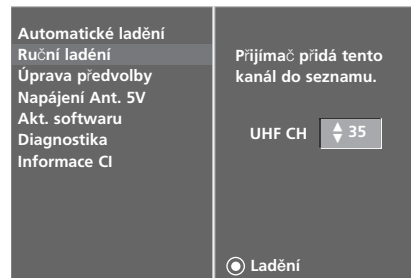 Automatické ladění
Ruční ladéní
Úprava předvolby
Napájení Ant. 5V
Akt. softwaru
Diagnostika
Informace CI
Přijímač přidá tento
kanál do seznamu.
UHF CH 35
Ladění